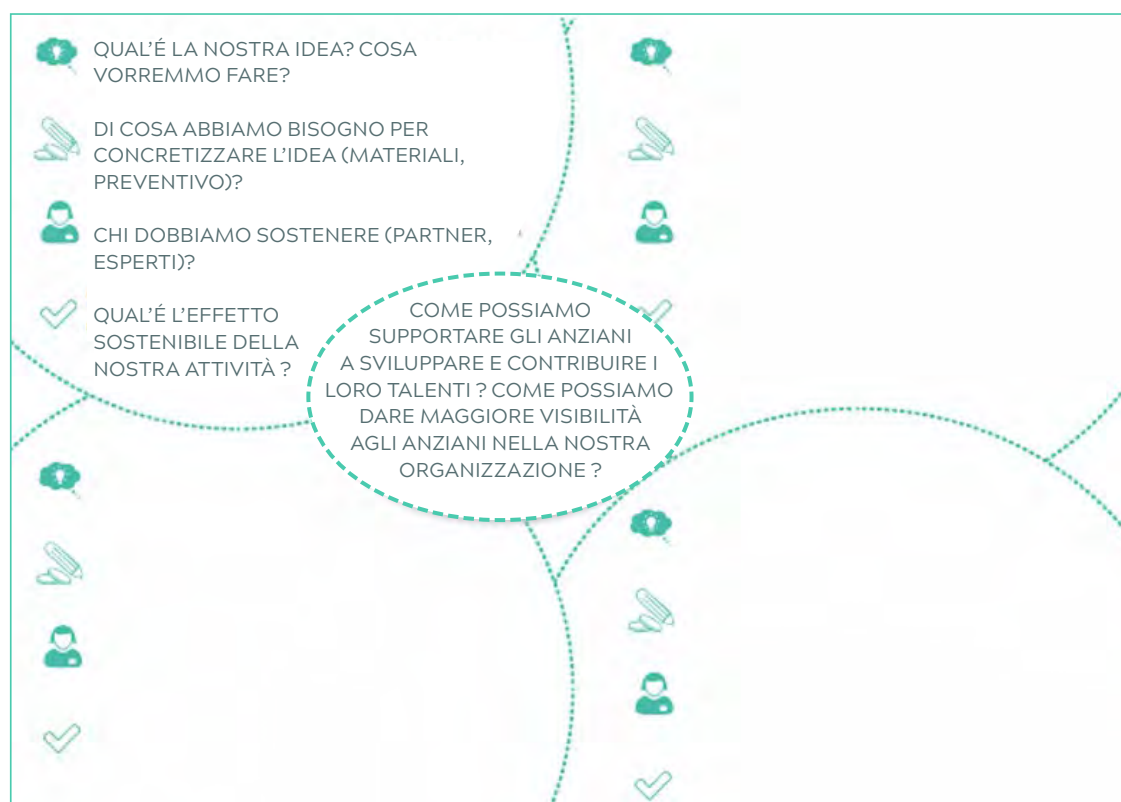 QUAL'É LA NOSTRA IDEA? COSA
VORREMMO FARE?
DI COSA ABBIAMO BISOGNO PER
CONCRETIZZARE L'IDEA (MATERIALI,
PREVENTIVO)?
CHI DOBBIAMO SOSTENERE (PARTNER,
ESPERTI)?
QUAL'É L'EFFETTO
SOSTENIBILE DELLA
NOSTRA ATTIVITÀ ?
COME POSSIAMO
SUPPORTARE GLI ANZIANI
A SVILUPPARE E CONTRIBUIRE I
LORO TALENTI ? COME POSSIAMO
DARE MAGGIORE VISIBILITÀ
AGLI ANZIANI NELLA NOSTRA
ORGANIZZAZIONE ?